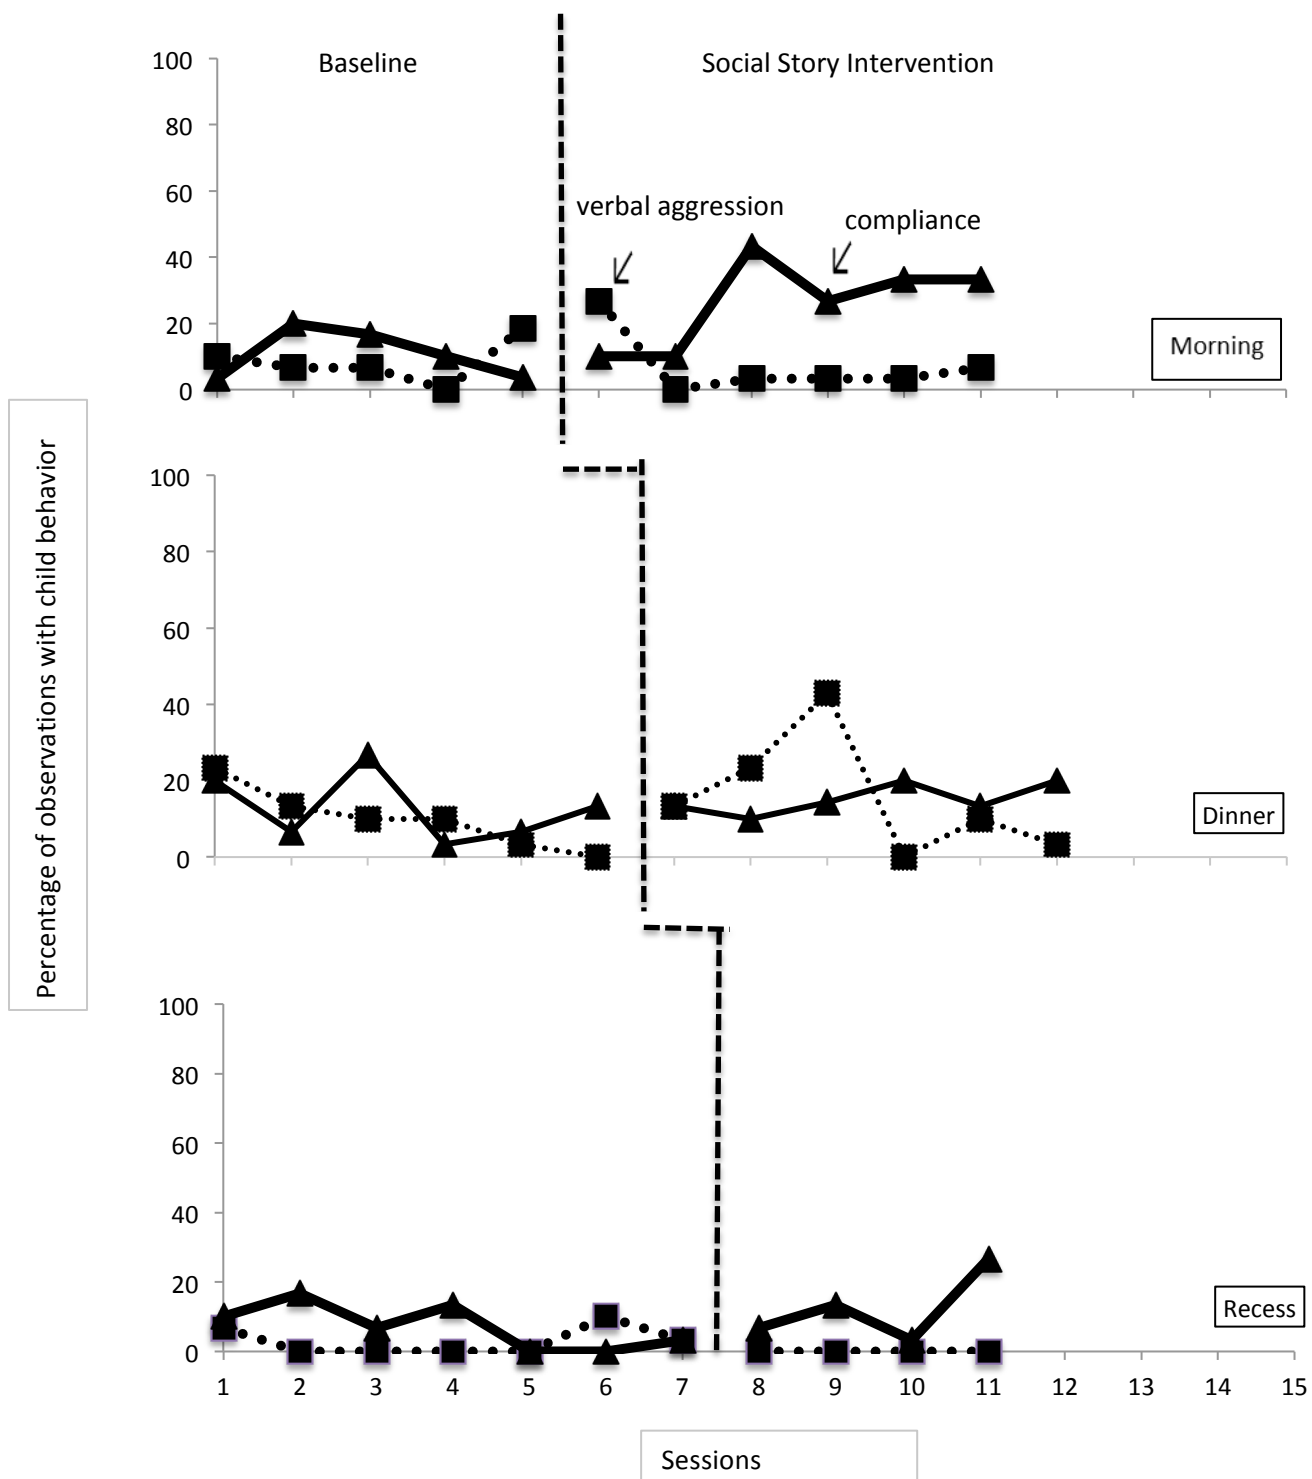 Baseline
Social Story Intervention
100
80
60
40
20
0
verbal aggression
compliance
Morning
Percentage of observations with child behavior
100
80
60
40
20
0
Dinner
100
80
60
40
20
0
Recess
1 2 3 4 5 6 7 8 9 10 11 12 13 14 15
Sessions